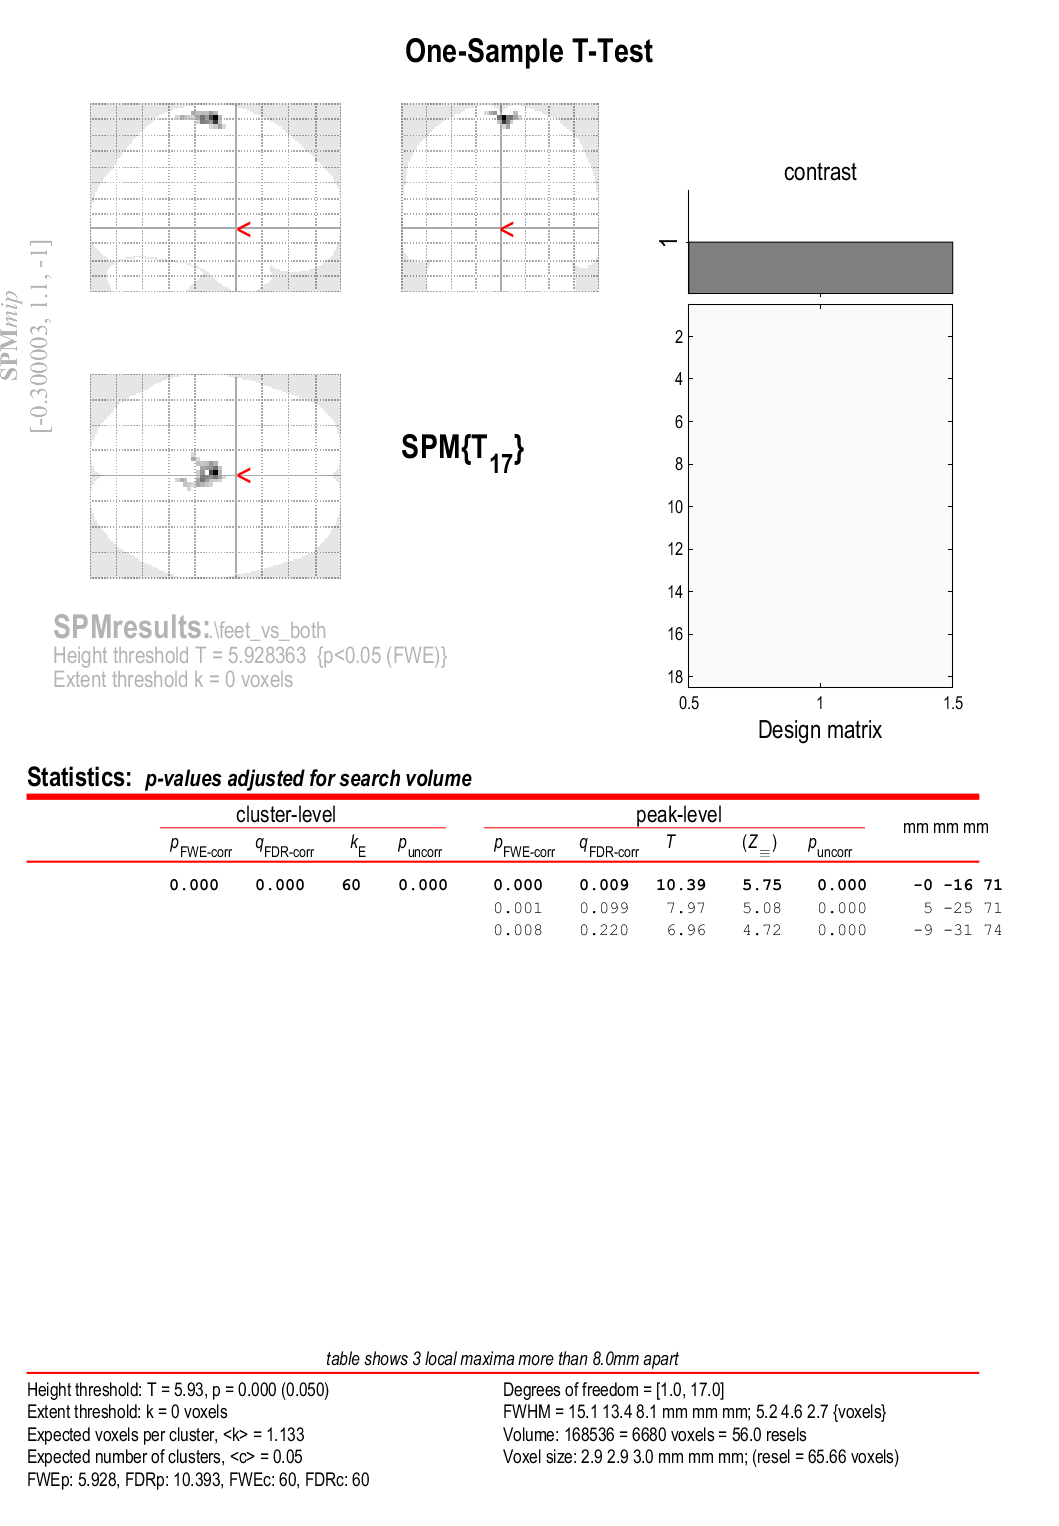 One-Sample T-Test
<
<
contrast
1
SPMmip
[-0.300003, 1.1, -1]
<
SPM{T17}
2
4
6
8
10
12
14
16
18
0.5 1 1.5
Design matrix
SPMresults:.\feet_vs_both
Height threshold T = 5.928363 {p<0.05 (FWE)}
Extent threshold k = 0 voxels
Statistics: p-values adjusted for search volume
cluster-level peak-level mm mm mm
pFWE-corr qFDR-corr kE puncorr pFWE-corr qFDR-corr T (Z≡) puncorr
0.000 0.000 60 0.000 0.000 0.009 10.39 5.75 0.000 -0 -16 71
0.001 0.099 7.97 5.08 0.000 5 -25 71
0.008 0.220 6.96 4.72 0.000 -9 -31 74
table shows 3 local maxima more than 8.0mm apart
Height threshold: T = 5.93, p = 0.000 (0.050)
Extent threshold: k = 0 voxels
Expected voxels per cluster, <k> = 1.133
Expected number of clusters, <c> = 0.05
FWEp: 5.928, FDRp: 10.393, FWEc: 60, FDRc: 60
Degrees of freedom = [1.0, 17.0]
FWHM = 15.1 13.4 8.1 mm mm mm; 5.2 4.6 2.7 {voxels}
Volume: 168536 = 6680 voxels = 56.0 resels
Voxel size: 2.9 2.9 3.0 mm mm mm; (resel = 65.66 voxels)